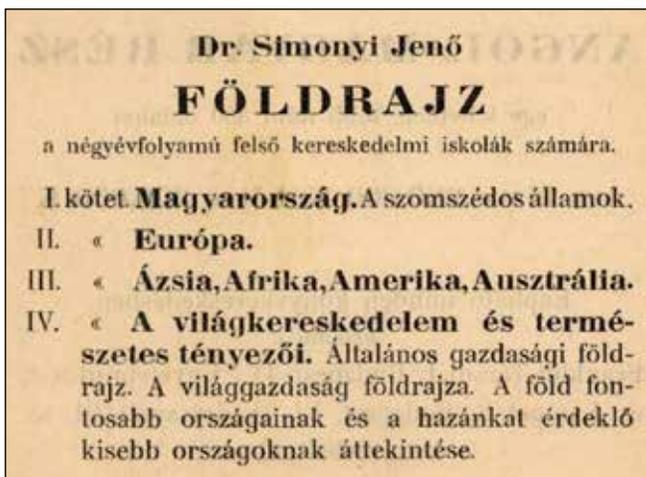 Dr. Simonyi Jenő
FÖLDRAJZ
a négyévfolyamú felső kereskedelmi iskolák számára.
I. kötet. Magyarország. A szomszédos államok.
II. « Európa.
III. « Ázsia, Afrika, Amerika, Ausztrália.
IV. « A világkereskedelem és termé-
szetes tényezői. Általános gazdasági föld-
rajz. A világgazdaság földrajza. A föld fon-
tosabb országainak és a hazánkat érdeklő
kisebb országoknak áttekintése.